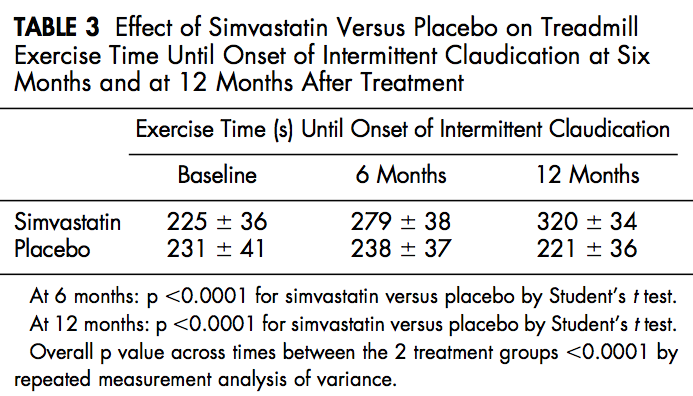 TABLE 3 Effect of Simvastatin Versus Placebo on Treadmill
Exercise Time Until Onset of Intermittent Claudication at Six
Months and at 12 Months After Treatment
Exercise Time (s) Until Onset of Intermittent Claudication
Baseline 6 Months 12 Months
Simvastatin 225 ± 36 279 ± 38 320 ± 34
Placebo 231 ± 41 238 ± 37 221 ± 36
At 6 months: p <0.0001 for simvastatin versus placebo by Student's t test.
At 12 months: p <0.0001 for simvastatin versus placebo by Student's t test.
Overall p value across times between the 2 treatment groups <0.0001 by
repeated measurement analysis of variance.